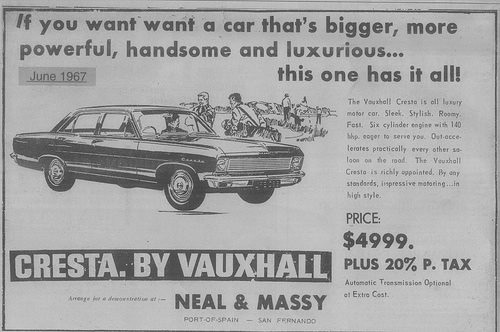 If you want want a car that's bigger, more
powerful, handsome and luxurious...
this one has it all!
June 1967
The Vauxhall Cresta is all luxury
motor car. Sleek. Stylish. Roomy.
Fast. Six cylinder engine with 140
bhp. eager to serve you. Out-acce-
lerates practically every other sa-
loon on the road. The Vauxhall
Cresta is richly appointed. By any
standards, inpressive motoring...in
high style.
PRICE:
$4999.
PLUS 20% P. TAX
Automatic Transmission Optional
at Extra Cost.
CRESTA. BY VAUXHALL
Arrange for a demonstration at :—
NEAL & MASSY
PORT-OF-SPAIN — SAN FERNANDO